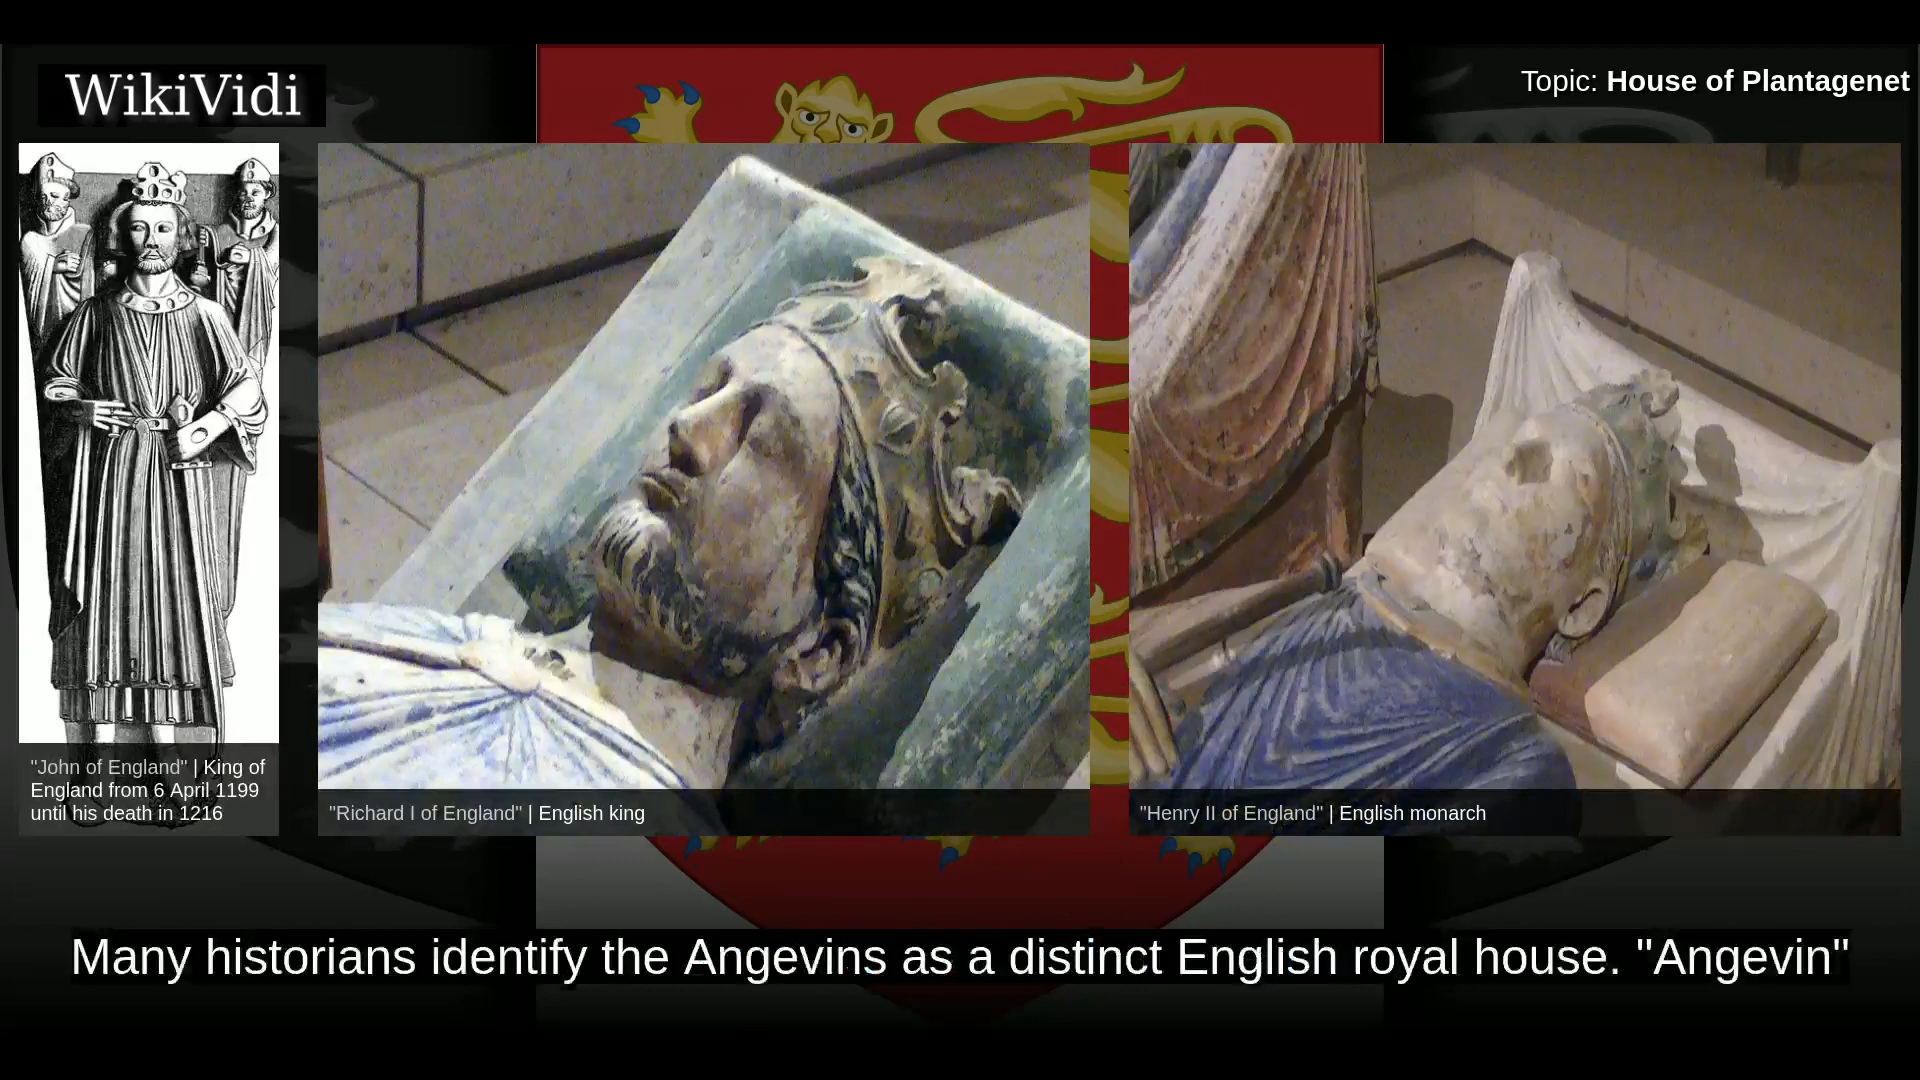 WikiVidi
Topic: House of Plantagenet
"John of England" | King of
England from 6 April 1199
until his death in 1216
"Richard I of England" | English king
"Henry II of England" | English monarch
Many historians identify the Angevins as a distinct English royal house. "Angevin"